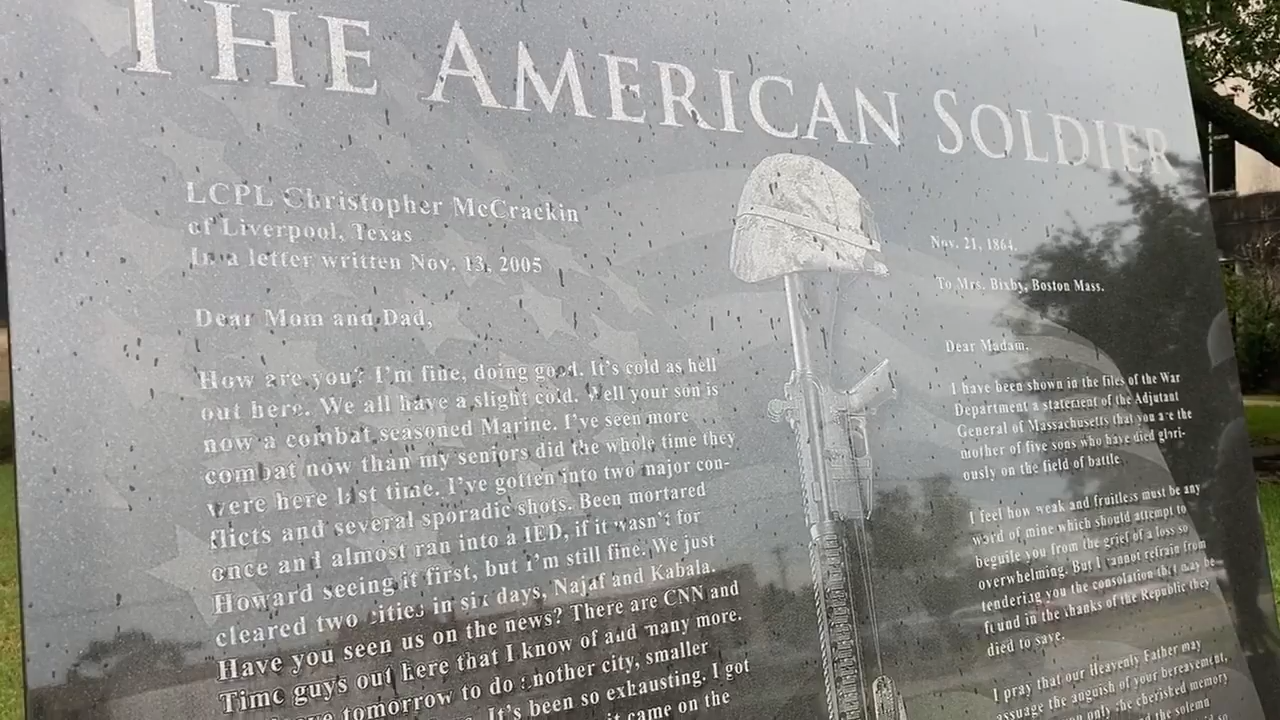 THE AMERICAN SOLDIER
LCPL Christopher McCrackin
of Liverpool, Texas
In a letter written Nov. 13, 2005
Dear Mom and Dad,
How are you? I'm fine, doing good. It's cold as hell
out here. We all have a slight cold. Well your son is
now a combat seasoned Marine. I've seen more
combat now than my seniors did the whole time they
were here last time. I've gotten into two major con-
flicts and several sporadic shots. Been mortared
once and almost ran into a IED, if it wasn't for
Howard seeing it first, but I'm still fine. We just
cleared two cities in six days, Najaf and Kabala.
Have you seen us on the news? There are CNN and
Time guys out here that I know of and many more.
tomorrow to do another city, smaller
It's been so exhausting. I got
it came on the
Nov. 21, 1864.
To Mrs. Bixby, Boston Mass.
Dear Madam,
I have been shown in the files of the War
Department a statement of the Adjutant
General of Massachusetts that you are the
mother of five sons who have died glori-
ously on the field of battle.
I feel how weak and fruitless must be any
word of mine which should attempt to
beguile you from the grief of a loss so
overwhelming. But I cannot refrain from
tendering you the consolation that may be
found in the thanks of the Republic they
died to save.
I pray that our Heavenly Father may
assuage the anguish of your bereavement,
only the cherished memory
the solemn